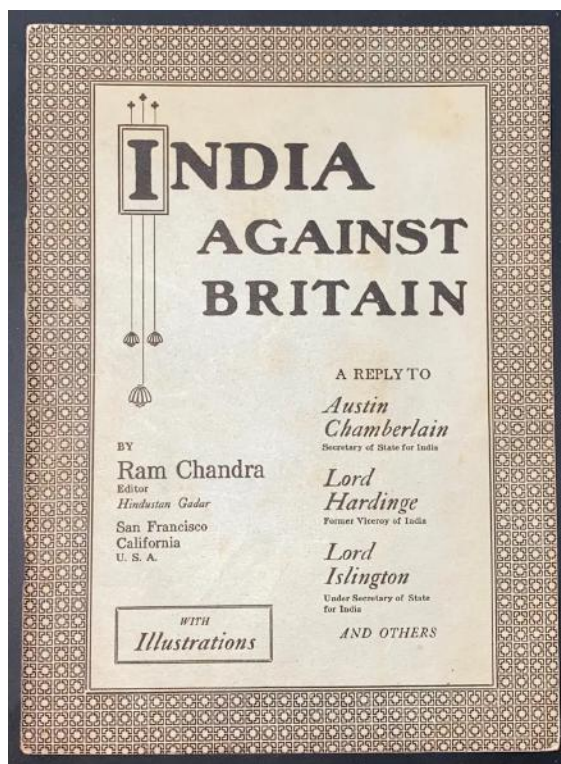 INDIA
AGAINST
BRITAIN
A REPLY TO
Austin
Chamberlain
Secretary of State for India
Lord
Hardinge
Former Viceroy of India
Lord
Islington
Under Secretary of State
for India
AND OTHERS
BY
Ram Chandra
Editor
Hindustan Gadar
San Francisco
California
U. S. A.
WITH
Illustrations